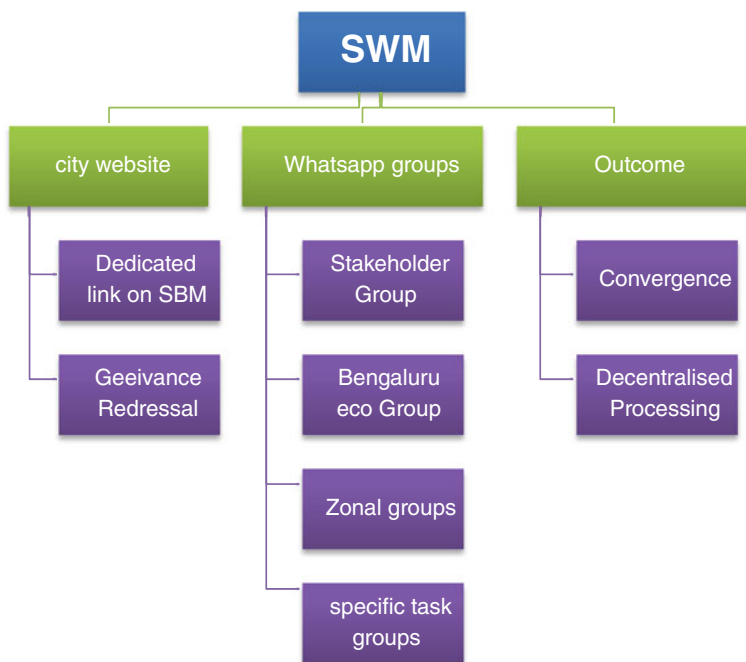 SWM
city website
Whatsapp groups
Outcome
Dedicated
link on SBM
Geeivance
Redressal
Stakeholder
Group
Bengaluru
eco Group
Zonal groups
specific task
groups
Convergence
Decentralised
Processing